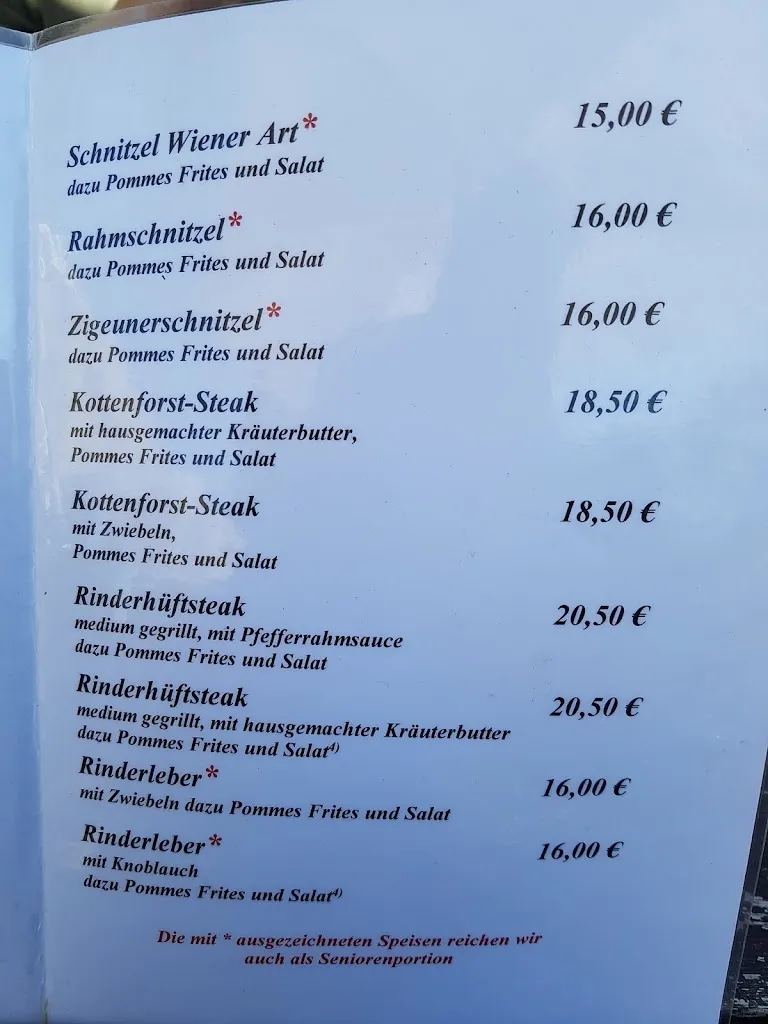 Schnitzel Wiener Art* 15,00 €
dazu Pommes Frites und Salat
Rahmschnitzel* 16,00 €
dazu Pommes Frites und Salat
Zigeunerschnitzel* 16,00 €
dazu Pommes Frites und Salat
Kottenforst-Steak 18,50 €
mit hausgemachter Kräuterbutter,
Pommes Frites und Salat
Kottenforst-Steak 18,50 €
mit Zwiebeln,
Pommes Frites und Salat
Rinderhüftsteak 20,50 €
medium gegrillt, mit Pfefferrahmsauce
dazu Pommes Frites und Salat
Rinderhüftsteak 20,50 €
medium gegrillt, mit hausgemachter Kräuterbutter
dazu Pommes Frites und Salat⁴⁾
Rinderleber* 16,00 €
mit Zwiebeln dazu Pommes Frites und Salat
Rinderleber* 16,00 €
mit Knoblauch
dazu Pommes Frites und Salat⁴⁾
Die mit * ausgezeichneten Speisen reichen wir
auch als Seniorenportion